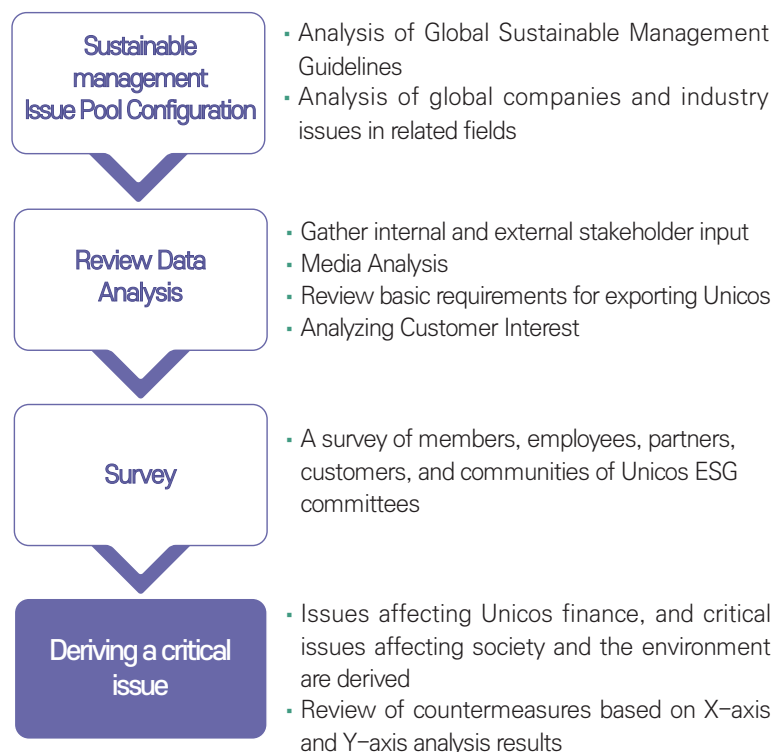 Sustainable
management
Issue Pool Configuration
· Analysis of Global Sustainable Management
Guidelines
· Analysis of global companies and industry
issues in related fields
Review Data
Analysis
· Gather internal and external stakeholder input
· Media Analysis
· Review basic requirements for exporting Unicos
· Analyzing Customer Interest
Survey
· A survey of members, employees, partners,
customers, and communities of Unicos ESG
committees
Deriving a critical
issue
· Issues affecting Unicos finance, and critical
issues affecting society and the environment
are derived
· Review of countermeasures based on X-axis
and Y-axis analysis results